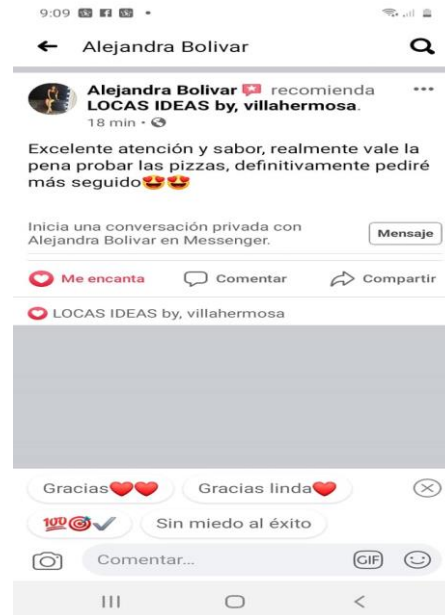 9:09
Alejandra Bolivar
Alejandra Bolivar recomienda
LOCAS IDEAS by, villahermosa.
18 min •
Excelente atención y sabor, realmente vale la
pena probar las pizzas, definitivamente pediré
más seguido😍😍
Inicia una conversación privada con
Alejandra Bolivar en Messenger.
Mensaje
Me encanta
Comentar
Compartir
LOCAS IDEAS by, villahermosa
Gracias❤️❤️
Gracias linda❤️
💯🎯✔️
Sin miedo al éxito
Comentar...
GIF